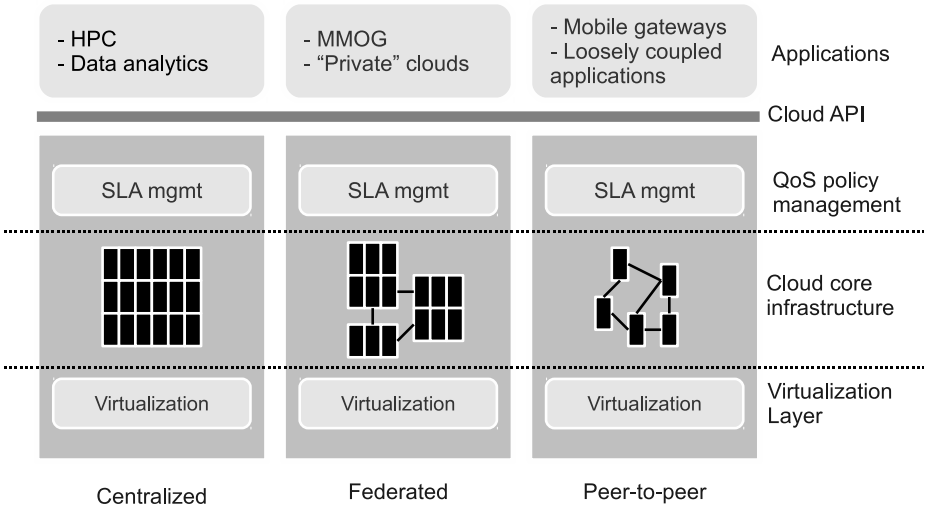 - HPC
- Data analytics
- MMOG
- “Private” clouds
- Mobile gateways
- Loosely coupled
applications
Applications
Cloud API
SLA mgmt
SLA mgmt
SLA mgmt
QoS policy
management
Cloud core
infrastructure
Virtualization
Virtualization
Virtualization
Virtualization
Layer
Centralized
Federated
Peer-to-peer